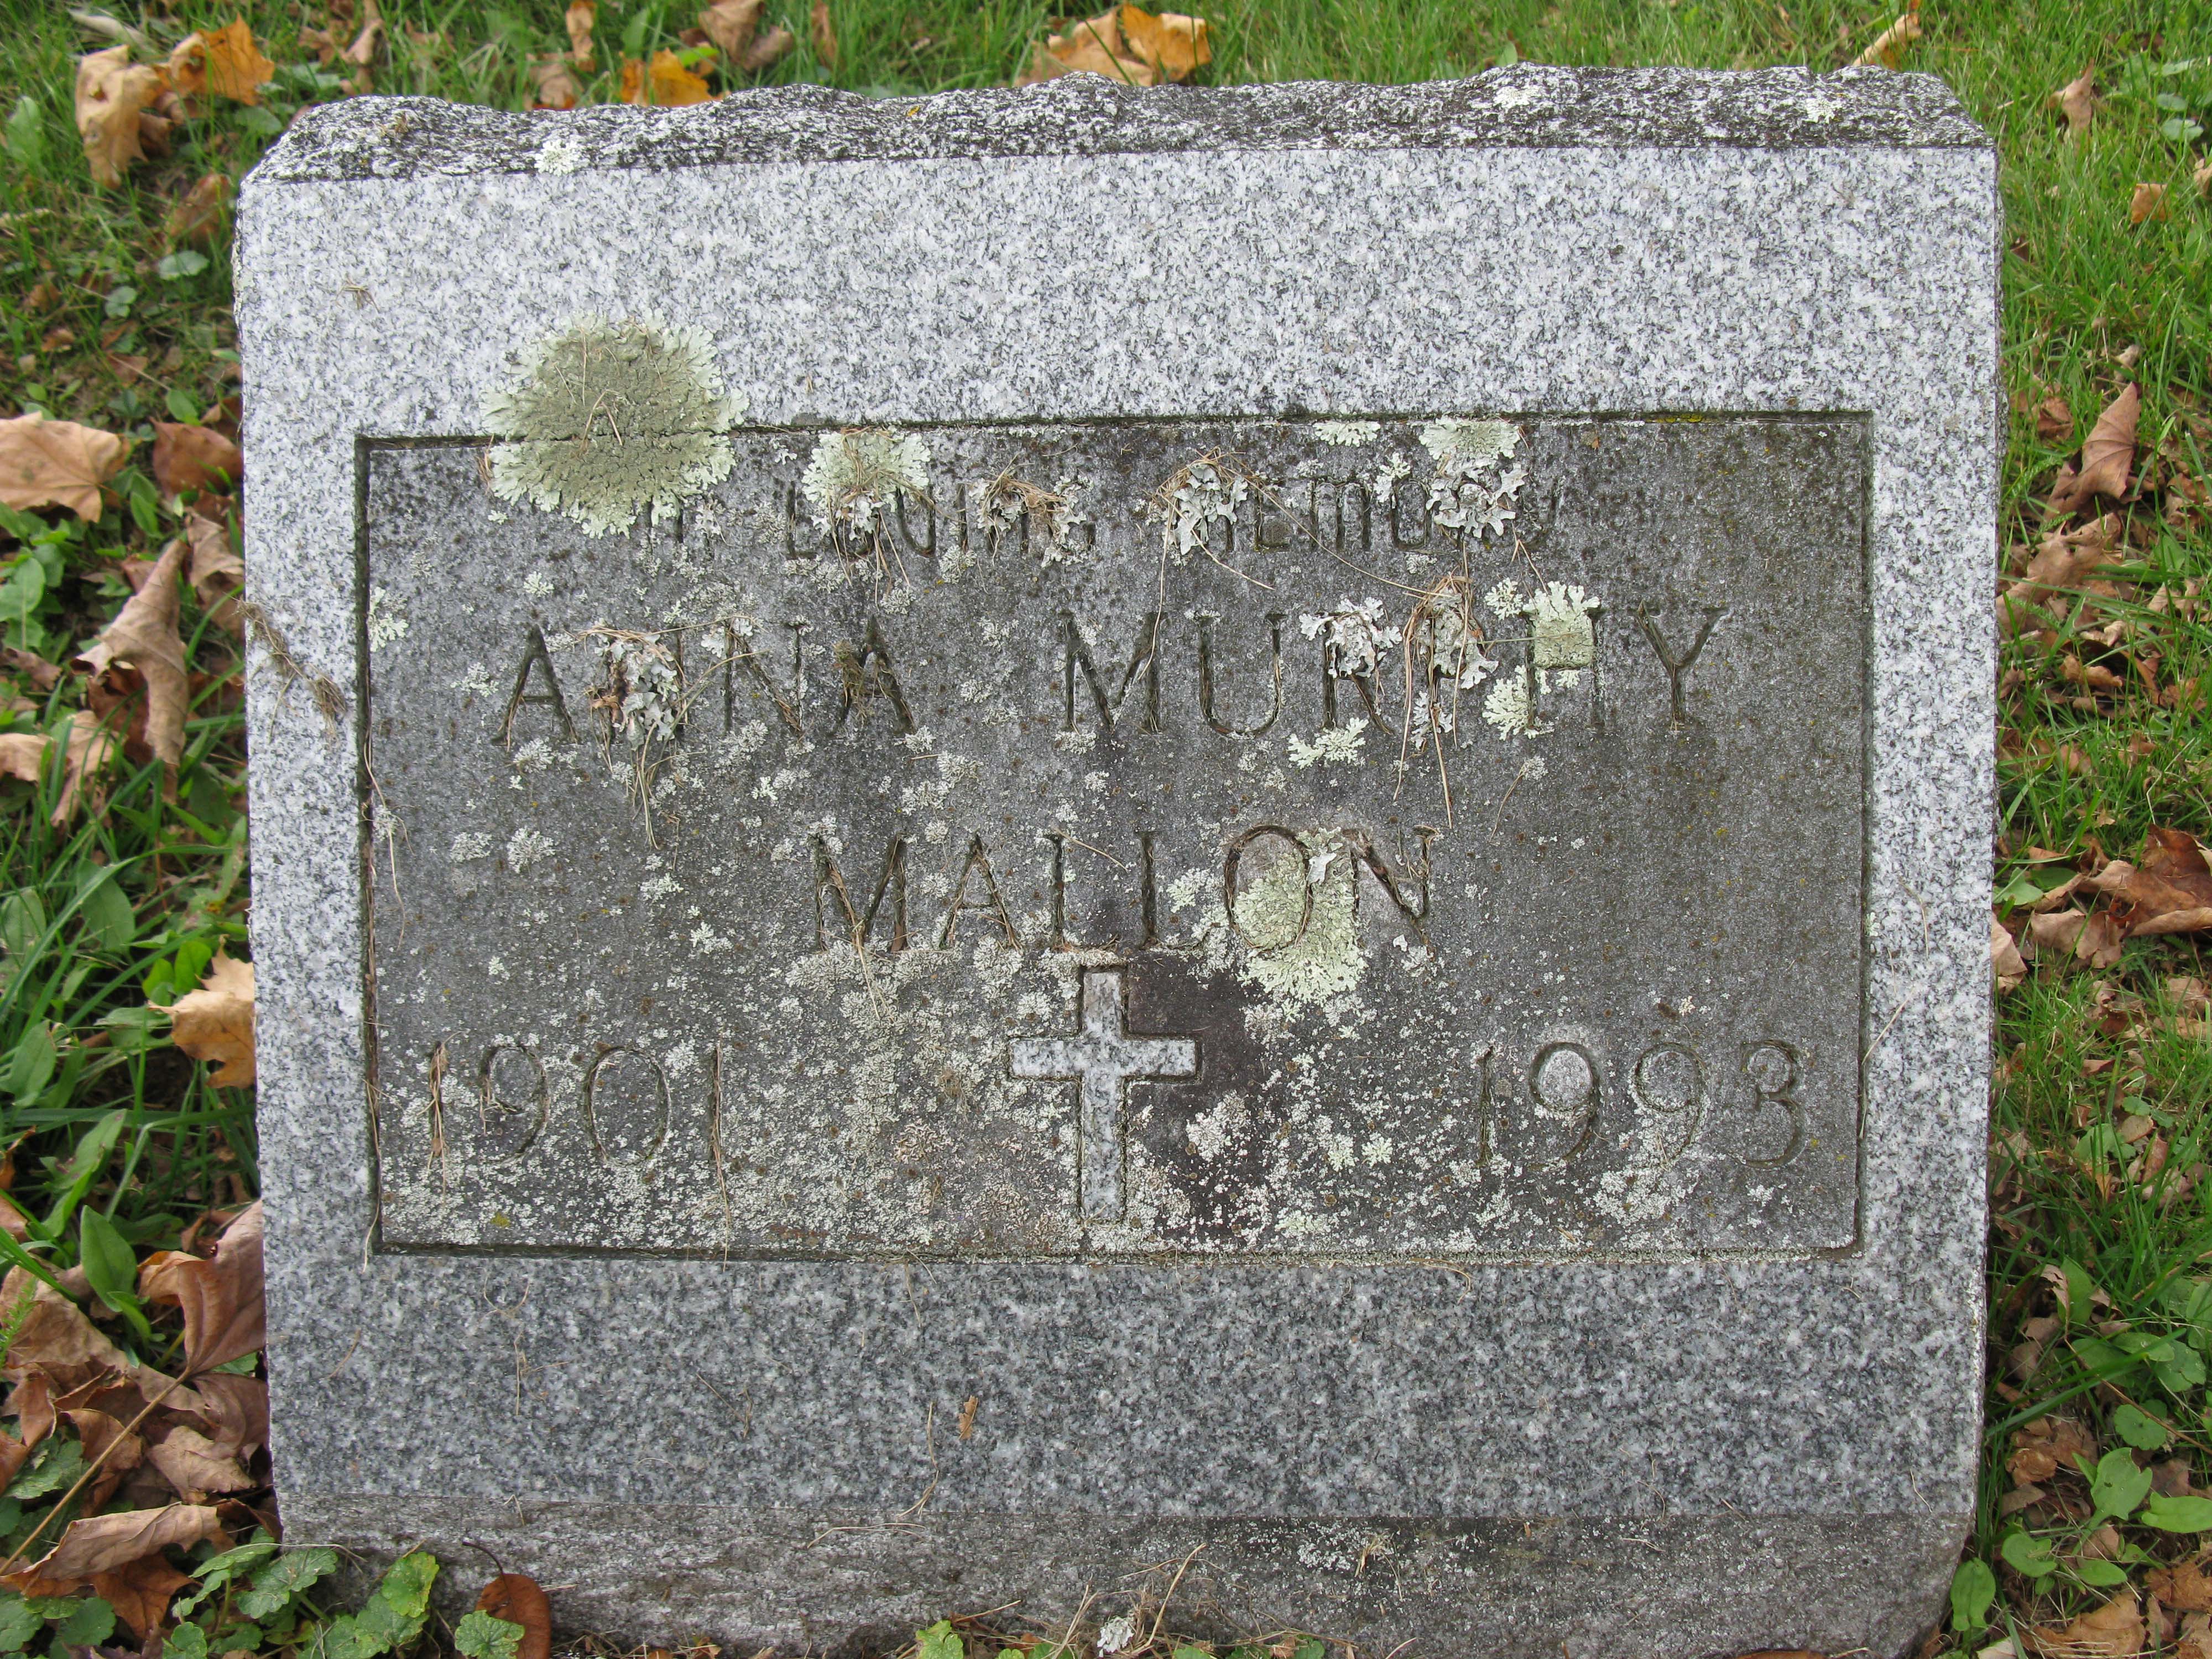 In Loving Memory
ANNA MURPHY
MALLON
1901 1993